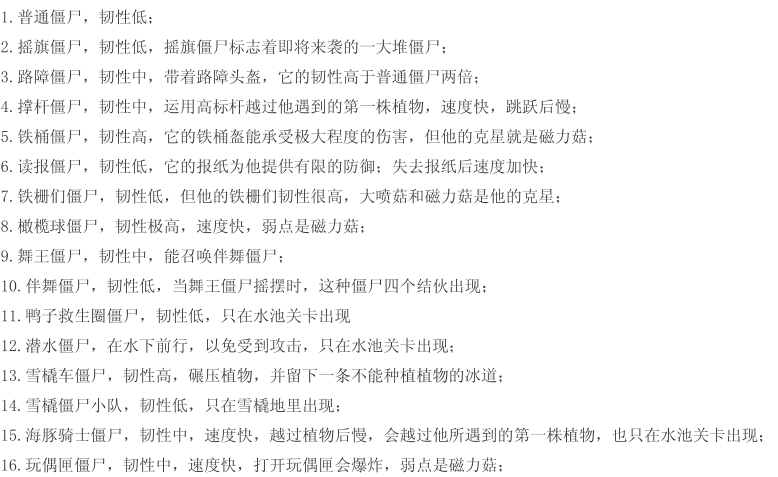 1.普通僵尸，韧性低；
2.摇旗僵尸，韧性低，摇旗僵尸标志着即将来袭的一大堆僵尸；
3.路障僵尸，韧性中，带着路障头盔，它的韧性高于普通僵尸两倍；
4.撑杆僵尸，韧性中，运用高标杆越过他遇到的第一株植物，速度快，跳跃后慢；
5.铁桶僵尸，韧性高，它的铁桶盔能承受极大程度的伤害，但他的克星就是磁力菇；
6.读报僵尸，韧性低，它的报纸为他提供有限的防御；失去报纸后速度加快；
7.铁栅们僵尸，韧性低，但他的铁栅们韧性很高，大喷菇和磁力菇是他的克星；
8.橄榄球僵尸，韧性极高，速度快，弱点是磁力菇；
9.舞王僵尸，韧性中，能召唤伴舞僵尸；
10.伴舞僵尸，韧性低，当舞王僵尸摇摆时，这种僵尸四个结伙出现；
11.鸭子救生圈僵尸，韧性低，只在水池关卡出现
12.潜水僵尸，在水下前行，以免受到攻击，只在水池关卡出现；
13.雪橇车僵尸，韧性高，碾压植物，并留下一条不能种植植物的冰道；
14.雪橇僵尸小队，韧性低，只在雪橇地里出现；
15.海豚骑士僵尸，韧性中，速度快，越过植物后慢，会越过他所遇到的第一株植物，也只在水池关卡出现；
16.玩偶匣僵尸，韧性中，速度快，打开玩偶匣会爆炸，弱点是磁力菇；